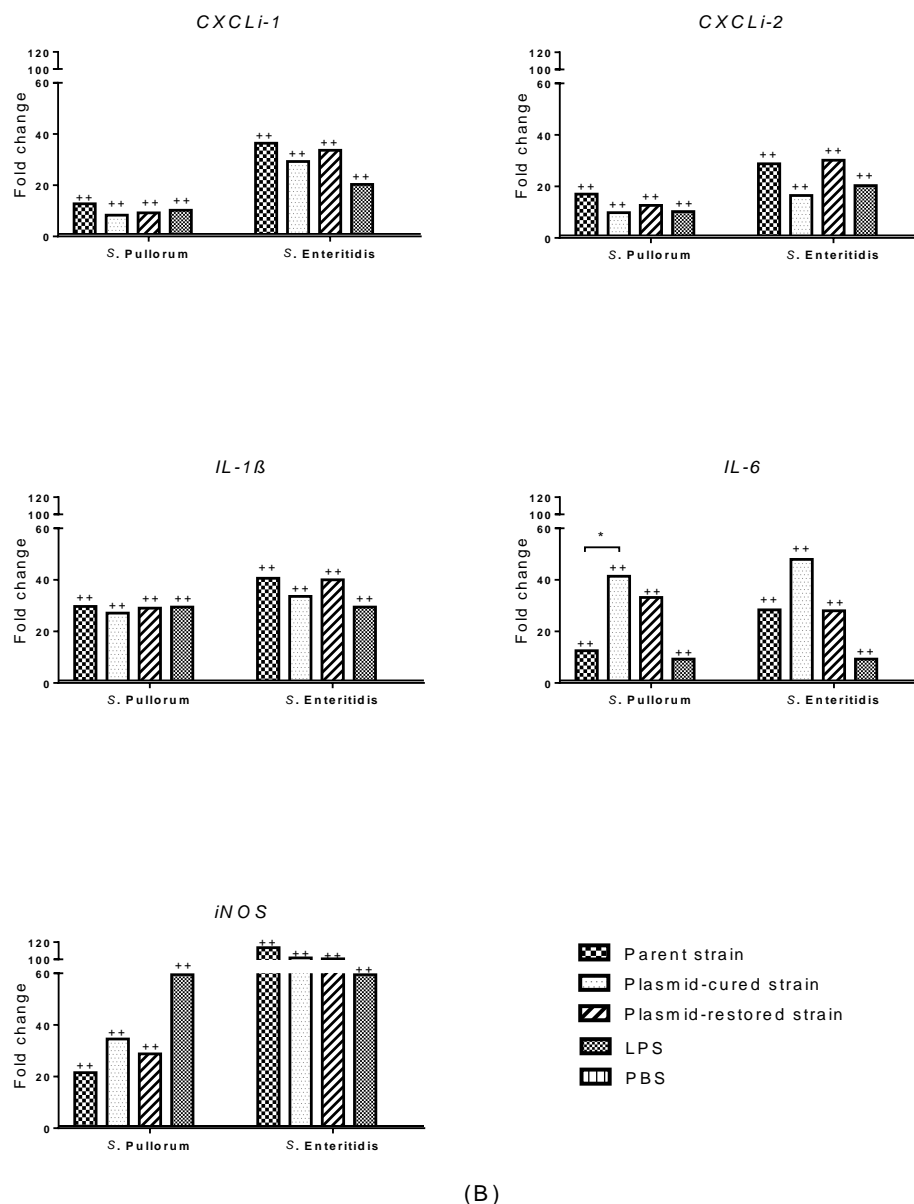 CXCLi-1
120
100
60
40
20
0
Fold change
++ ++ ++ ++ ++ ++ ++ ++
S. Pullorum S. Enteritidis
CXCLi-2
120
100
60
40
20
0
Fold change
++ ++ ++ ++ ++ ++ ++ ++
S. Pullorum S. Enteritidis
IL-1ß
120
100
60
40
20
0
Fold change
++ ++ ++ ++ ++ ++ ++ ++
S. Pullorum S. Enteritidis
IL-6
120
100
60
40
20
0
Fold change
*
++ ++ ++ ++ ++ ++ ++ ++
S. Pullorum S. Enteritidis
iNOS
120
100
60
40
20
0
Fold change
++ ++ ++ ++ ++ ++ ++ ++
S. Pullorum S. Enteritidis
Parent strain
Plasmid-cured strain
Plasmid-restored strain
LPS
PBS
(B)